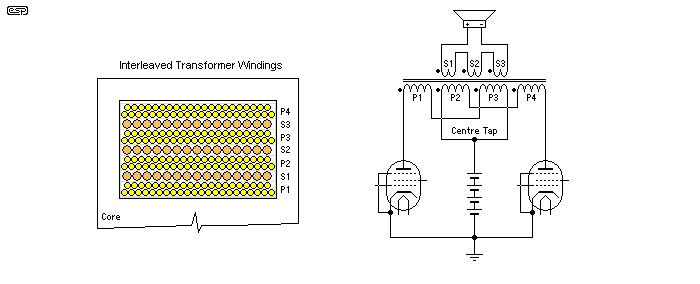 esp
Interleaved Transformer Windings
P4
S3
P3
S2
P2
S1
P1
Core
+ -
S1 S2 S3
P1 P2 P3 P4
Centre Tap